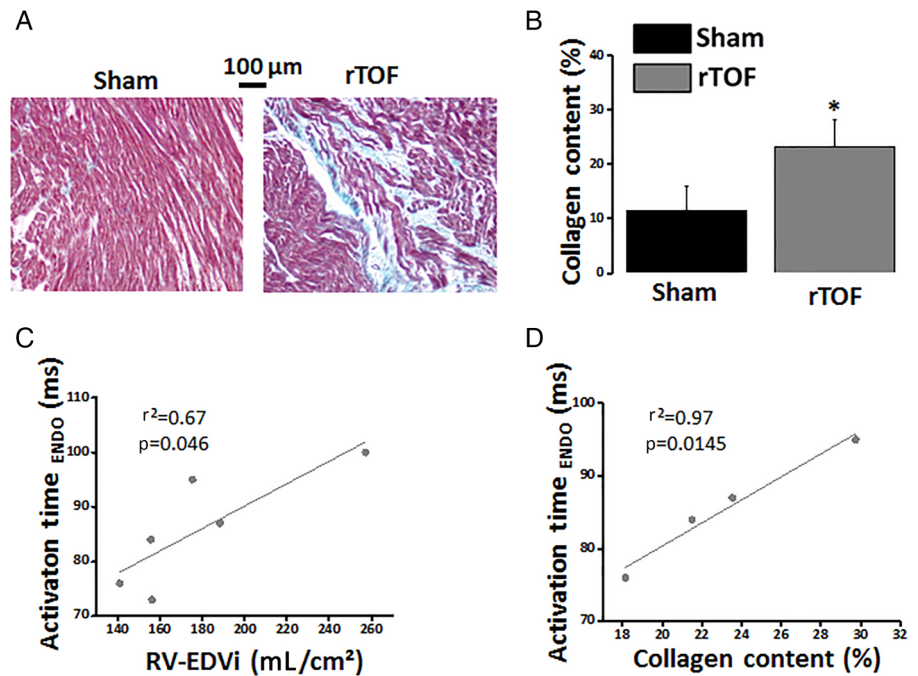 A
Sham
100 µm
rTOF
B
Sham
rTOF
Collagen content (%)
40
30
20
10
0
*
Sham
rTOF
C
Activaton time ENDO (ms)
110
100
90
80
70
r²=0.67
p=0.046
140 160 180 200 220 240 260
RV-EDVi (mL/cm²)
D
Activation time ENDO (ms)
100
90
80
70
r²=0.97
p=0.0145
18 20 22 24 26 28 30 32
Collagen content (%)